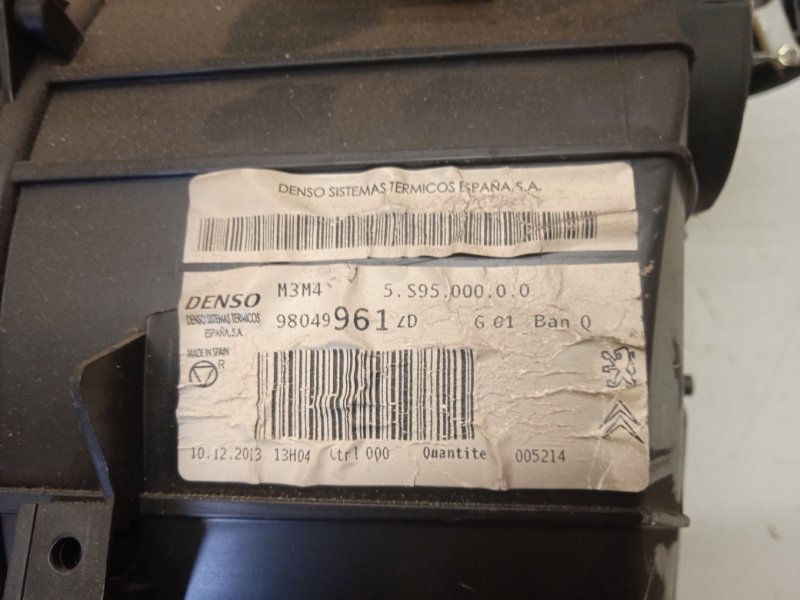 DENSO SISTEMAS TERMICOS ESPAÑA, S.A.
M3M4 5.S95.000.0.0
DENSO
98049961ZD G 01 Ban Q
DENSO SISTEMAS TERMICOS
ESPAÑA, S.A.
MADE IN SPAIN
R
10.12.2013 13H04 Ctrl 000 Quantite 005214